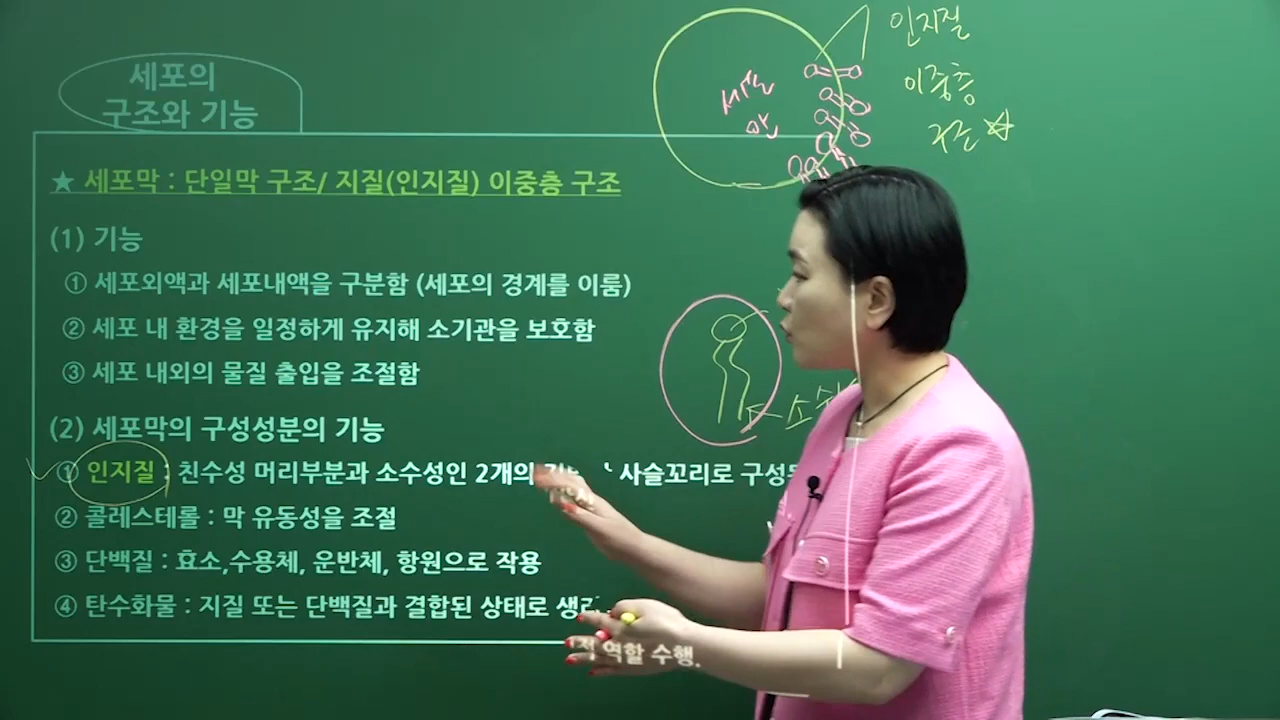 세포의
구조와 기능
★ 세포막 : 단일막 구조/ 지질(인지질) 이중층 구조
(1) 기능
① 세포외액과 세포내액을 구분함 (세포의 경계를 이룸)
② 세포 내 환경을 일정하게 유지해 소기관을 보호함
③ 세포 내외의 물질 출입을 조절함
(2) 세포막의 구성성분의 기능
① 인지질 : 친수성 머리부분과 소수성인 2개의 사슬꼬리로
② 콜레스테롤 : 막 유동성을 조절
③ 단백질 : 효소,수용체, 운반체, 항원으로 작용
④ 탄수화물 : 지질 또는 단백질과 결합된 상태로
역할 수행.
인지질
이중층
구조 ☆